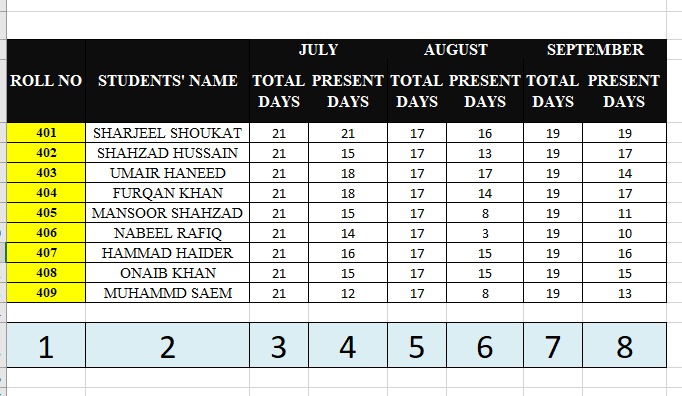 JULY AUGUST SEPTEMBER
ROLL NO STUDENTS' NAME TOTAL DAYS PRESENT DAYS TOTAL DAYS PRESENT DAYS TOTAL DAYS PRESENT DAYS
401 SHARJEEL SHOUKAT 21 21 17 16 19 19
402 SHAHZAD HUSSAIN 21 15 17 13 19 17
403 UMAIR HANEED 21 18 17 17 19 14
404 FURQAN KHAN 21 18 17 14 19 17
405 MANSOOR SHAHZAD 21 15 17 8 19 11
406 NABEEL RAFIQ 21 14 17 3 19 10
407 HAMMAD HAIDER 21 16 17 15 19 16
408 ONAIB KHAN 21 15 17 15 19 15
409 MUHAMMD SAEM 21 12 17 8 19 13
1 2 3 4 5 6 7 8